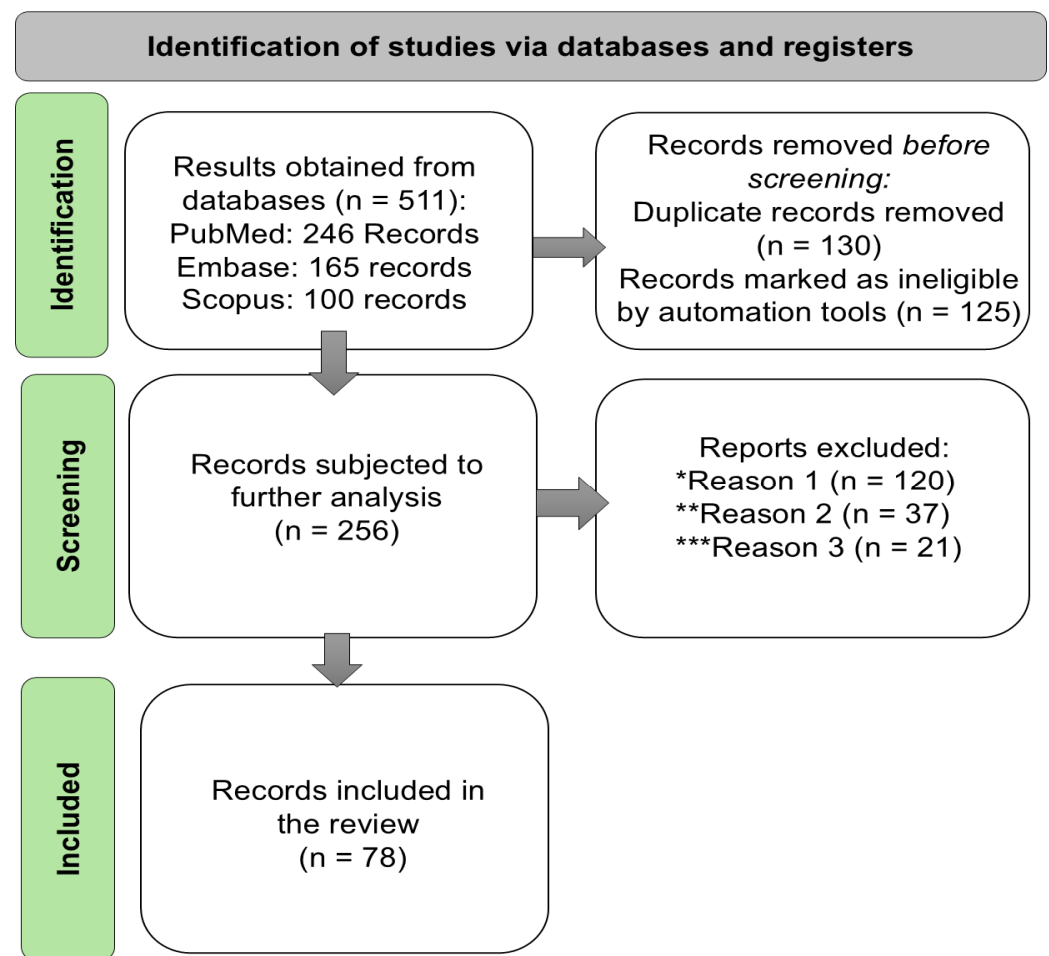 Identification of studies via databases and registers
Identification
Results obtained from
databases (n = 511):
PubMed: 246 Records
Embase: 165 records
Scopus: 100 records
Records removed before
screening:
Duplicate records removed
(n = 130)
Records marked as ineligible
by automation tools (n = 125)
Screening
Records subjected to
further analysis
(n = 256)
Reports excluded:
*Reason 1 (n = 120)
**Reason 2 (n = 37)
***Reason 3 (n = 21)
Included
Records included in
the review
(n = 78)